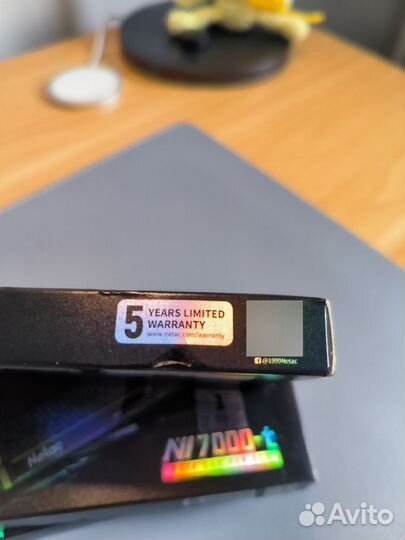 5 YEARS LIMITED
WARRANTY
www.netac.com/warranty
@1999Netac
Netac
NV7000-t
Avito